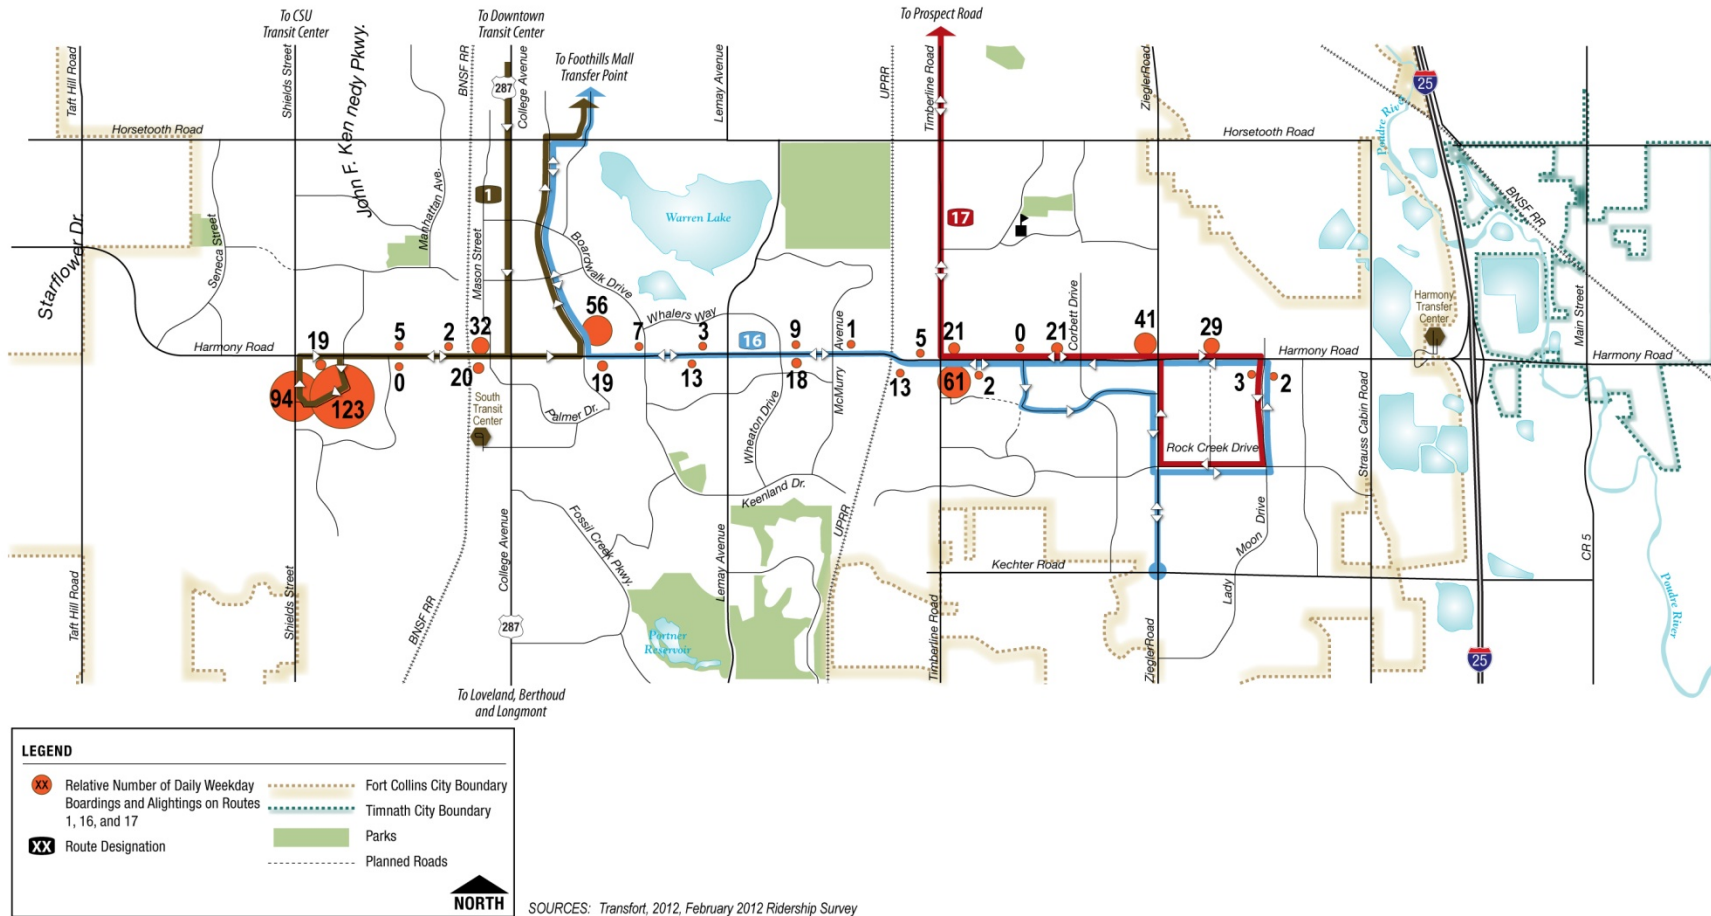 To CSU
Transit Center
To Downtown
Transit Center
To Foothills Mall
Transfer Point
To Prospect Road
Taft Hill Road
Shields Street
John F. Ken nedy Pkwy.
BNSF RR
287
College Avenue
Lemay Avenue
UPRR
Timberline Road
ZieglerRoad
25
Poudre River
Horsetooth Road
Horsetooth Road
BNSF RR
Manhattan Ave.
1
Mason Street
Boardwalk Drive
Warren Lake
17
Starflower Dr.
Seneca Street
Corbett Drive
Harmony
Transfer
Center
Main Street
Whalers Way
McMurry Avenue
Harmony Road
Harmony Road
Harmony Road
19
5
2
32
56
7
3
16
9
1
5
21
0
21
41
29
94
123
0
20
19
13
18
13
61
2
3
2
South
Transit
Center
Palmer Dr.
Wheaton Drive
Rock Creek Drive
Strauss Cabin Road
Keenland Dr.
Fossil Creek Pkwy.
College Avenue
UPRR
Lady Moon Drive
CR 5
Kechter Road
Taft Hill Road
Shields Street
BNSF RR
287
Portner
Reservoir
Lemay Avenue
Timberline Road
ZieglerRoad
25
Poudre River
To Loveland, Berthoud
and Longmont
LEGEND
XX
Relative Number of Daily Weekday
Boardings and Alightings on Routes
1, 16, and 17
XX
Route Designation
Fort Collins City Boundary
Timnath City Boundary
Parks
Planned Roads
NORTH
SOURCES: Transfort, 2012, February 2012 Ridership Survey